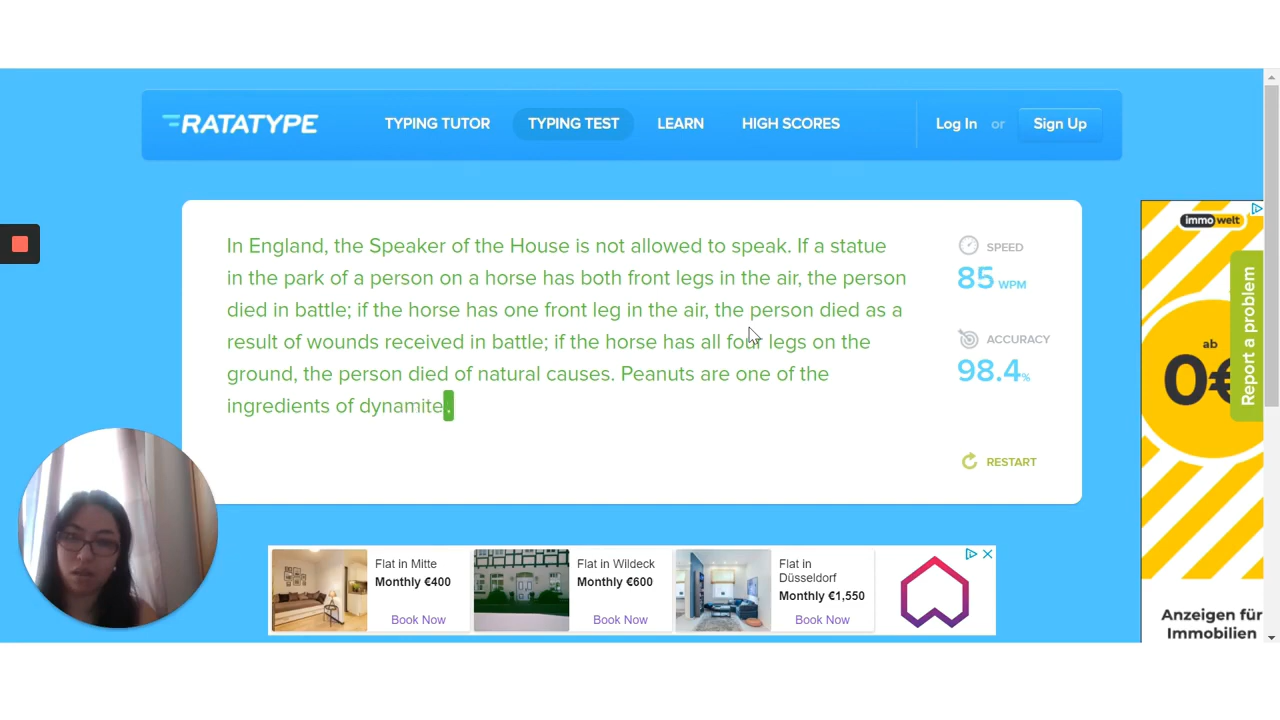 RATATYPE
TYPING TUTOR
TYPING TEST
LEARN
HIGH SCORES
Log In or Sign Up
In England, the Speaker of the House is not allowed to speak. If a statue
in the park of a person on a horse has both front legs in the air, the person
died in battle; if the horse has one front leg in the air, the person died as a
result of wounds received in battle; if the horse has all four legs on the
ground, the person died of natural causes. Peanuts are one of the
ingredients of dynamite.
SPEED
85 WPM
ACCURACY
98.4%
RESTART
immowelt
ab
0€
Anzeigen für
Immobilien
Report a problem
Flat in Mitte
Monthly €400
Book Now
Flat in Wildeck
Monthly €600
Book Now
Flat in
Düsseldorf
Monthly €1,550
Book Now